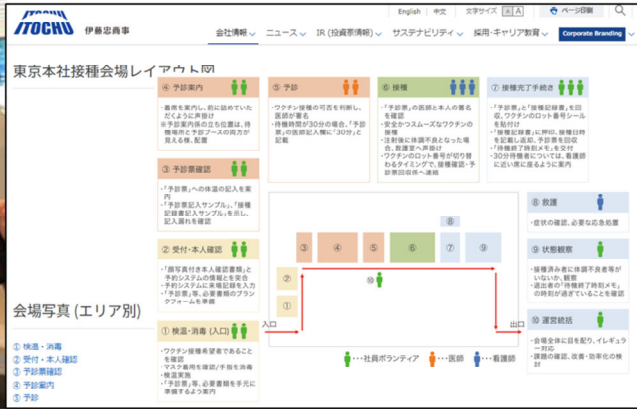 English 中文 文字サイズ A A ページ印刷
ITOCHU 伊藤忠商事
会社情報 ニュース IR (投資家情報) サステナビリティ 採用・キャリア教育 Corporate Branding
東京本社接種会場レイアウト図
④ 予診案内
・着席を案内し、前に詰めていた
だくように声掛け
※予診案内係の立ち位置は、待
機場所と予診ブースの両方が
見える様、配置
⑤ 予診
・ワクチン接種の可否を判断し、
医師が署名
・待機時間が30分の場合、「予診
票」の医師記入欄に「30分」と
記載
⑥ 接種
・「予診票」の医師と本人の署名
を確認
・安全かつスムーズなワクチンの
接種
・注射後に体調不良となった場
合、救護室へ声掛け
・ワクチンのロット番号が切り替
わるタイミングで、接種確認・予
診票回収係へ連絡
⑦ 接種完了手続き
・「予診票」と「接種記録書」を回
収、ワクチンのロット番号シール
を貼付け
・「接種記録書」に押印、接種日時
を記載し返却、予診票を回収
・「待機終了時刻メモ」を交付
・30分待機者については、看護師
に近い席に座るように案内
③ 予診票確認
・「予診票」への体温の記入を案
内
・「予診票記入サンプル」、「接種
記録書記入サンプル」を示し、
記入漏れを確認
② 受付・本人確認
・「顔写真付き本人確認書類」と
予約システムの情報とを突合
・予約システムに来場記録を入力
・「予診票」等、必要書類のブラン
クフォームを準備
① 検温・消毒 (入口)
・ワクチン接種希望者であること
を確認
・マスク着用を確認/手指を消毒
・検温実施
・「予診票」等、必要書類を手元に
準備するよう案内
⑧ 救護
・症状の確認、必要な応急処置
⑨ 状態観察
・接種済み者に体調不良者等が
いないか、観察
・退出者の「待機終了時刻メモ」
の時刻が過ぎていることを確認
⑩ 運営統括
・会場全体に目を配り、イレギュラ
ー対応
・課題の確認、改善・効率化の検
討
⑧
③ ④ ⑤ ⑥ ⑦ ⑨
②
⑩
①
入口
出口
・・・社員ボランティア ・・・医師 ・・・看護師
会場写真 (エリア別)
① 検温・消毒
② 受付・本人確認
③ 予診票確認
④ 予診案内
⑤ 予診